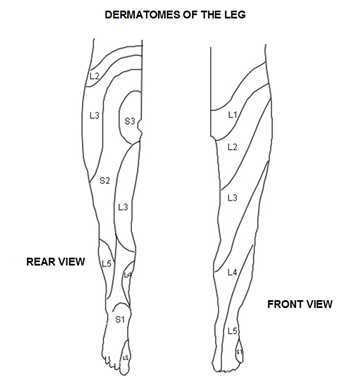 DERMATOMES OF THE LEG
L2
L3
S3
S2
L3
L5
L4
S1
L5
REAR VIEW
L1
L2
L3
L4
L5
S1
FRONT VIEW